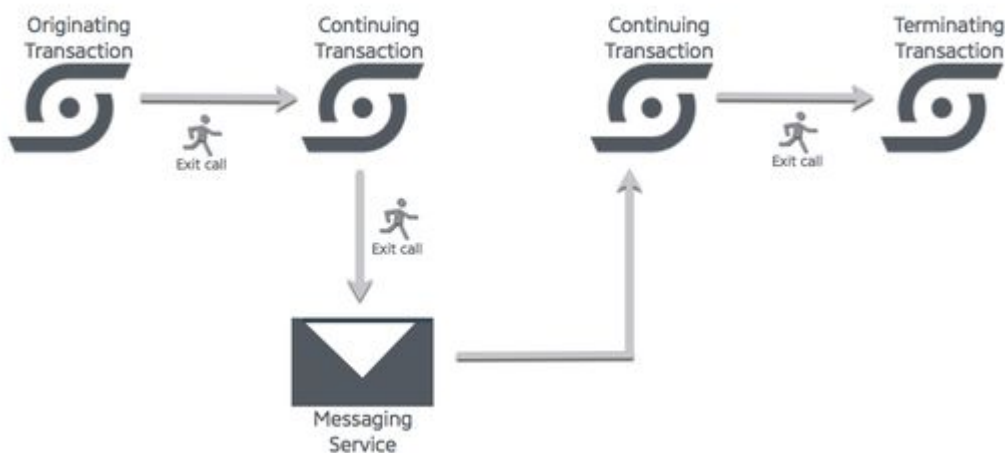 Originating
Transaction
Continuing
Transaction
Continuing
Transaction
Terminating
Transaction
Exit call
Exit call
Exit call
Messaging
Service